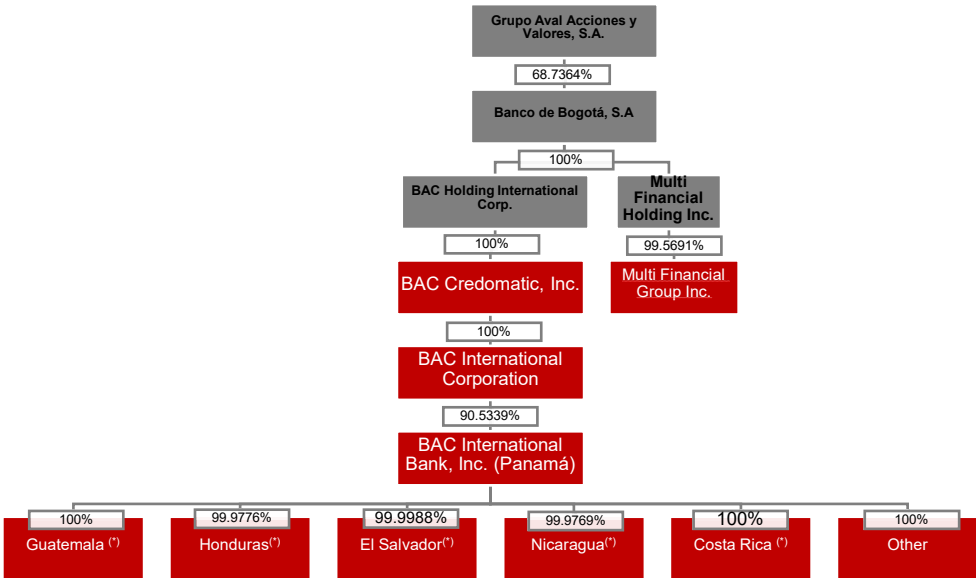 Grupo Aval Acciones y
Valores, S.A.
68.7364%
Banco de Bogotá, S.A
100%
BAC Holding International
Corp.
Multi
Financial
Holding Inc.
100%
99.5691%
BAC Credomatic, Inc.
Multi Financial
Group Inc.
100%
BAC International
Corporation
90.5339%
BAC International
Bank, Inc. (Panamá)
100%
99.9776%
99.9988%
99.9769%
100%
100%
Guatemala (*)
Honduras(*)
El Salvador(*)
Nicaragua(*)
Costa Rica (*)
Other